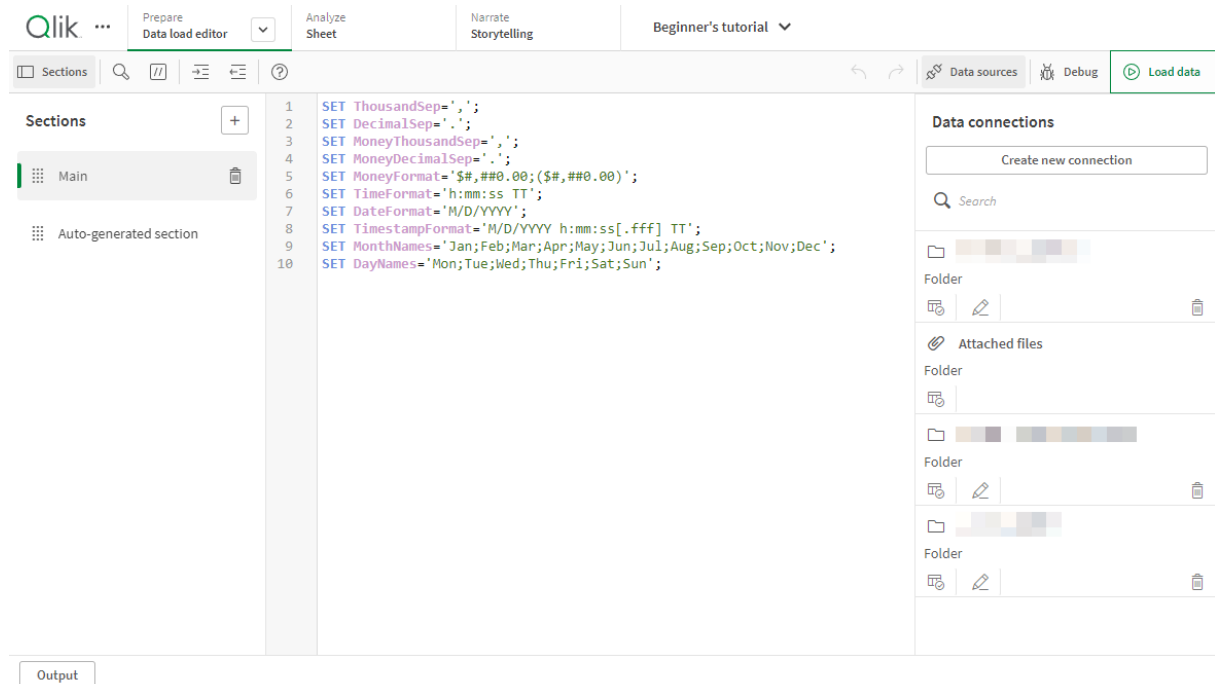 Qlik
Prepare
Data load editor
Analyze
Sheet
Narrate
Storytelling
Beginner's tutorial
Sections
//
?
Data sources
Debug
Load data
Sections
+
Main
Auto-generated section
1 SET ThousandSep=',';
2 SET DecimalSep='.';
3 SET MoneyThousandSep=',';
4 SET MoneyDecimalSep='.';
5 SET MoneyFormat='$#,##0.00;($#,##0.00)';
6 SET TimeFormat='h:mm:ss TT';
7 SET DateFormat='M/D/YYYY';
8 SET TimestampFormat='M/D/YYYY h:mm:ss[.fff] TT';
9 SET MonthNames='Jan;Feb;Mar;Apr;May;Jun;Jul;Aug;Sep;Oct;Nov;Dec';
10 SET DayNames='Mon;Tue;Wed;Thu;Fri;Sat;Sun';
Data connections
Create new connection
Search
Folder
Attached files
Folder
Folder
Folder
Output